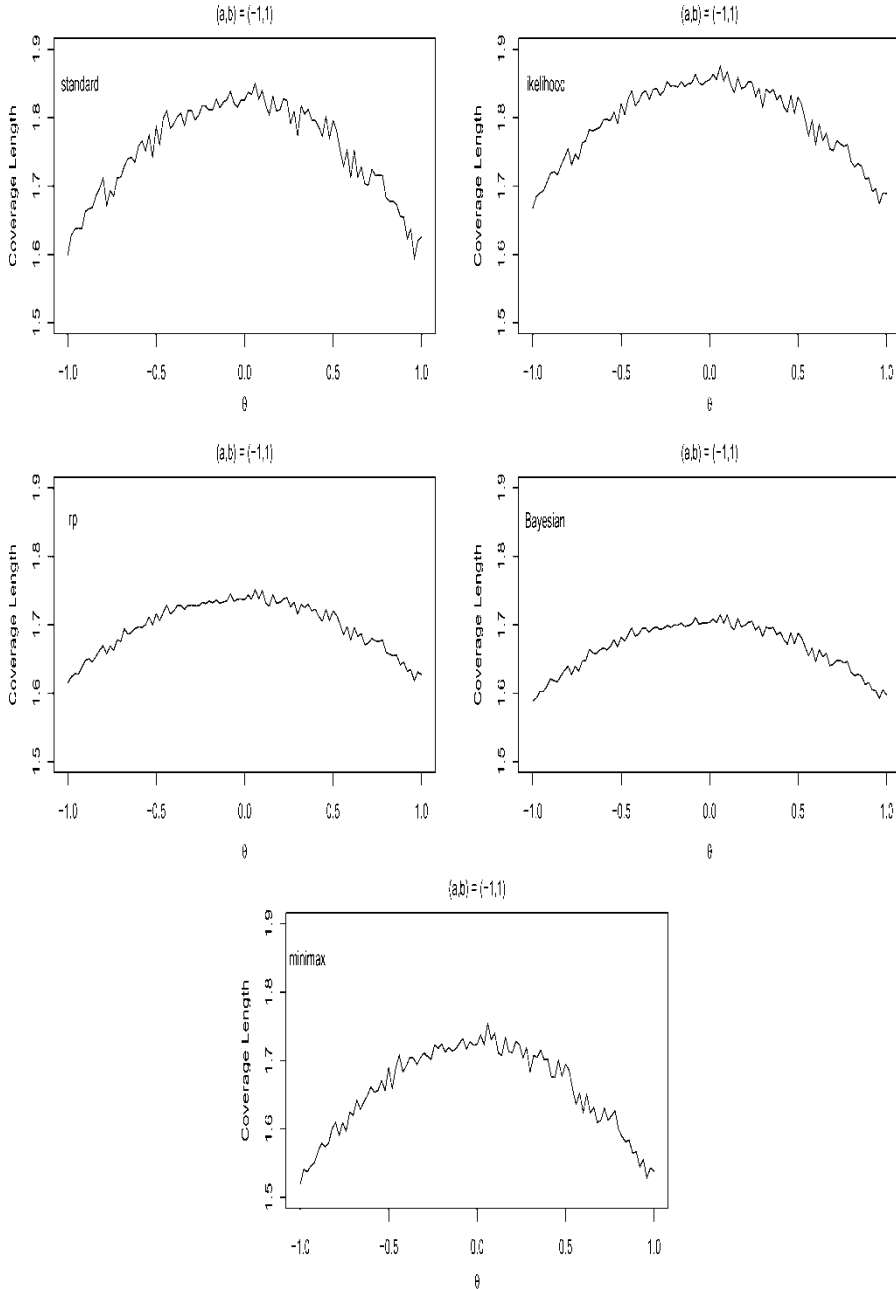 (a,b) = (−1,1)
standard
Coverage Length
1.5 1.6 1.7 1.8 1.9
−1.0 −0.5 0.0 0.5 1.0
θ
(a,b) = (−1,1)
ikelihooc
Coverage Length
1.5 1.6 1.7 1.8 1.9
−1.0 −0.5 0.0 0.5 1.0
θ
(a,b) = (−1,1)
rp
Coverage Length
1.5 1.6 1.7 1.8 1.9
−1.0 −0.5 0.0 0.5 1.0
θ
(a,b) = (−1,1)
Bayesian
Coverage Length
1.5 1.6 1.7 1.8 1.9
−1.0 −0.5 0.0 0.5 1.0
θ
(a,b) = (−1,1)
minimax
Coverage Length
1.5 1.6 1.7 1.8 1.9
−1.0 −0.5 0.0 0.5 1.0
θ